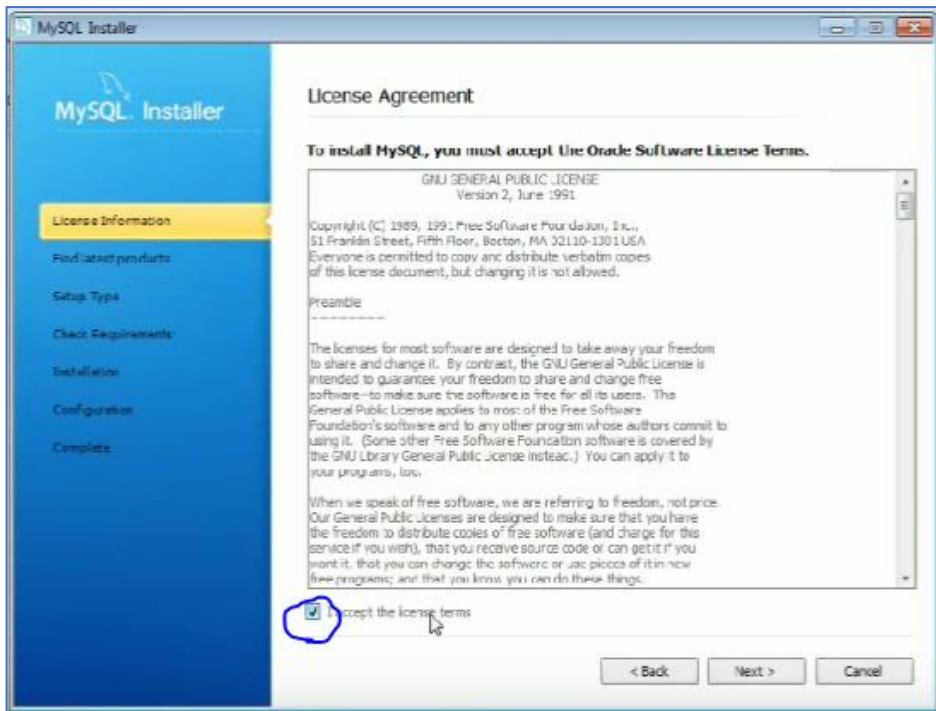 MySQL Installer
MySQL. Installer
License Information
Find latest products
Setup Type
Check Requirements
Installation
Configuration
Complete
License Agreement
To install MySQL, you must accept the Oracle Software License Terms.
GNU GENERAL PUBLIC LICENSE
Version 2, June 1991
Copyright (C) 1989, 1991 Free Software Foundation, Inc.,
51 Franklin Street, Fifth Floor, Boston, MA 02110-1301 USA
Everyone is permitted to copy and distribute verbatim copies
of this license document, but changing it is not allowed.
Preamble
---------
The licenses for most software are designed to take away your freedom
to share and change it. By contrast, the GNU General Public License is
intended to guarantee your freedom to share and change free
software--to make sure the software is free for all its users. This
General Public License applies to most of the Free Software
Foundation's software and to any other program whose authors commit to
using it. (Some other Free Software Foundation software is covered by
the GNU Library General Public License instead.) You can apply it to
your programs, too.
When we speak of free software, we are referring to freedom, not price.
Our General Public Licenses are designed to make sure that you have
the freedom to distribute copies of free software (and charge for this
service if you wish), that you receive source code or can get it if you
want it, that you can change the software or use pieces of it in new
free programs; and that you know you can do these things.
I accept the license terms
< Back
Next >
Cancel